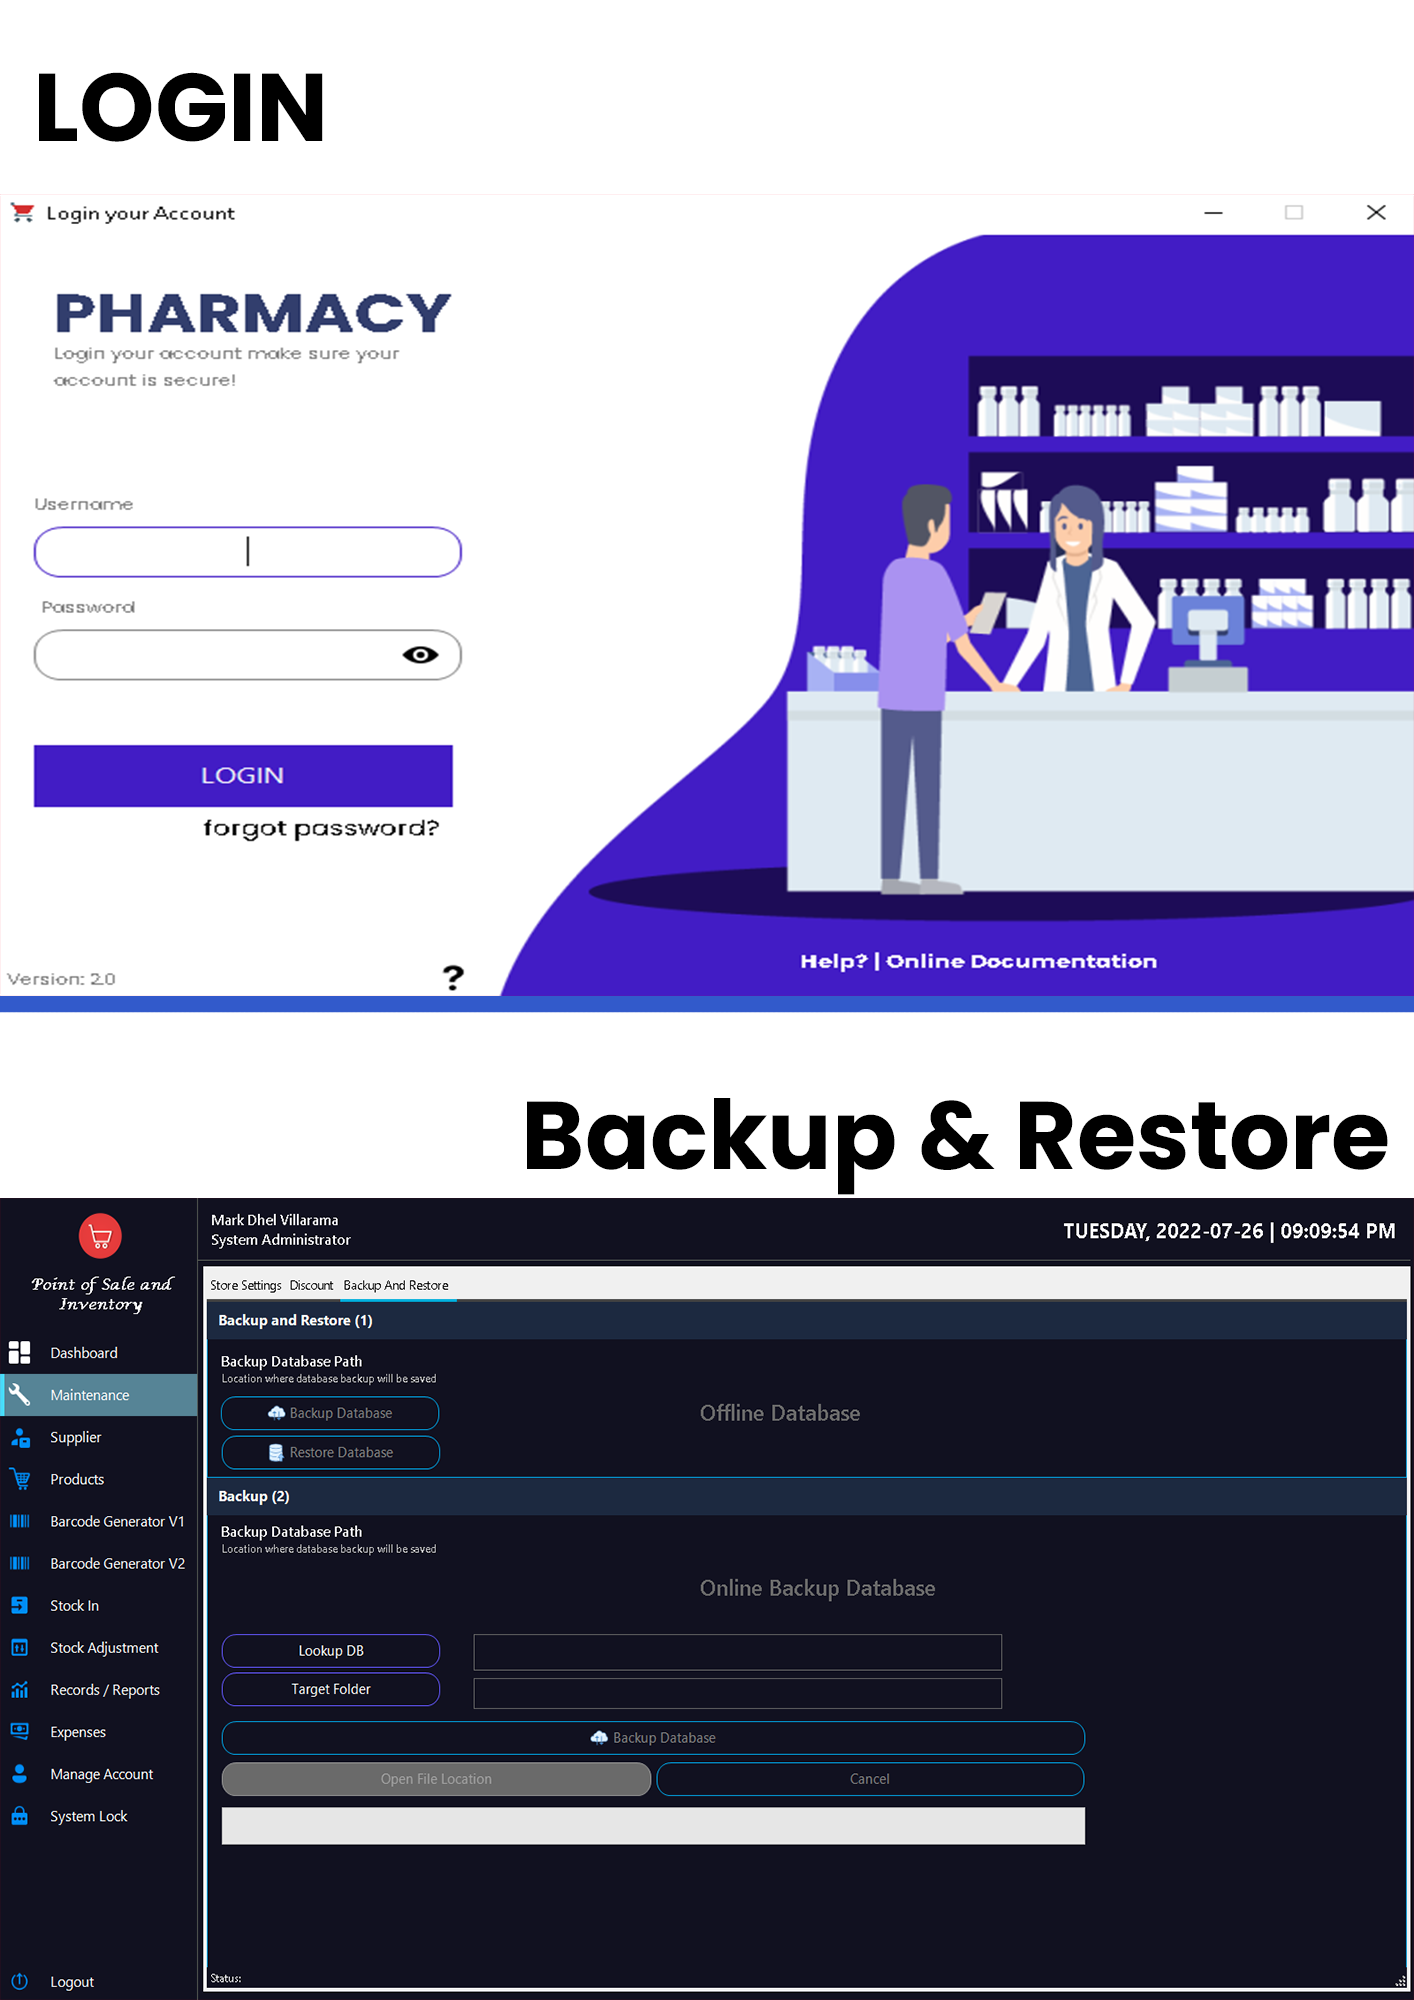 LOGIN
Login your Account
PHARMACY
Login your account make sure your
account is secure!
Username
Password
LOGIN
forgot password?
Version: 2.0
?
Help? | Online Documentation
Backup & Restore
Point of Sale and
Inventory
Dashboard
Maintenance
Supplier
Products
Barcode Generator V1
Barcode Generator V2
Stock In
Stock Adjustment
Records / Reports
Expenses
Manage Account
System Lock
Logout
Mark Dhel Villarama
System Administrator
TUESDAY, 2022-07-26 | 09:09:54 PM
Store Settings Discount Backup And Restore
Backup and Restore (1)
Backup Database Path
Location where database backup will be saved
Backup Database
Restore Database
Offline Database
Backup (2)
Backup Database Path
Location where database backup will be saved
Online Backup Database
Lookup DB
Target Folder
Backup Database
Open File Location
Cancel
Status: